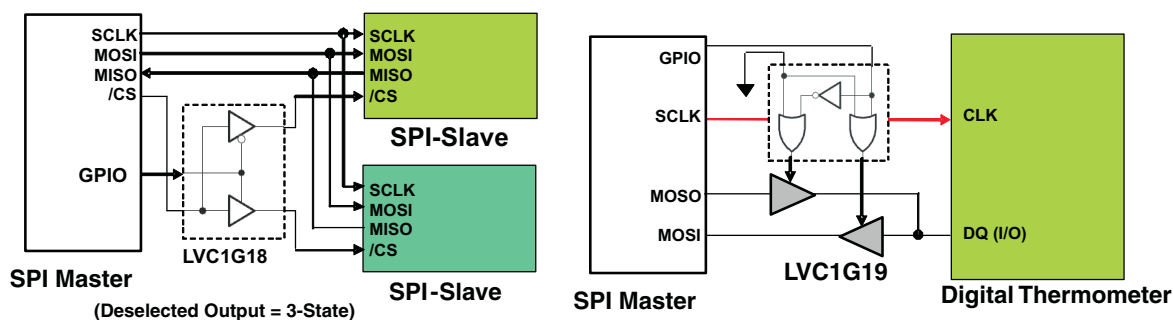 SCLK
MOSI
MISO
/CS
GPIO
SPI Master
LVC1G18
(Deselected Output = 3-State)
SCLK
MOSI
MISO
/CS
SPI-Slave
SCLK
MOSI
MISO
/CS
SPI-Slave
GPIO
SCLK
MOSO
MOSI
SPI Master
LVC1G19
CLK
DQ (I/O)
Digital Thermometer